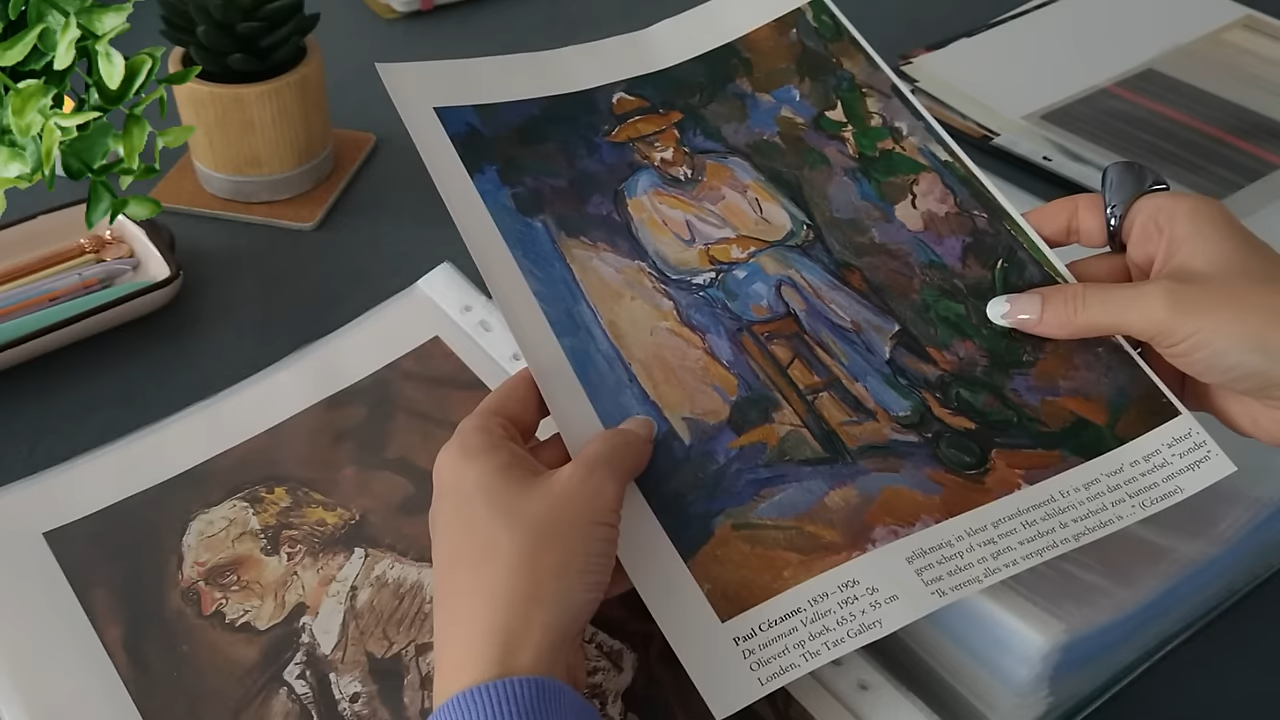 Paul Cézanne, 1839–1906
De tuinman Vallier, 1904–06
Olieverf op doek, 65,5 × 55 cm
Londen, The Tate Gallery
gelijkmatig in kleur getransformeerd. Er is geen 'voor' en geen 'achter',
geen scherp of vaag meer. Het schilderij is niets dan een weefsel, "zonder
losse steken en gaten, waardoor de waarheid zou kunnen ontsnappen".
"Ik verenig alles wat verspreid en gescheiden is…" (Cézanne).